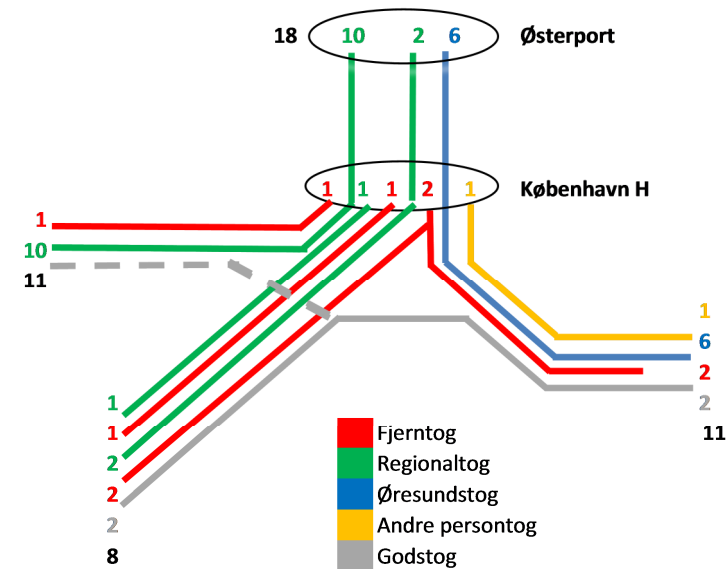 18 10 2 6 Østerport
1 1 1 2 1 København H
1
10
11
1
6
2
2
11
1
1
2
2
2
8
Fjerntog
Regionaltog
Øresundstog
Andre persontog
Godstog